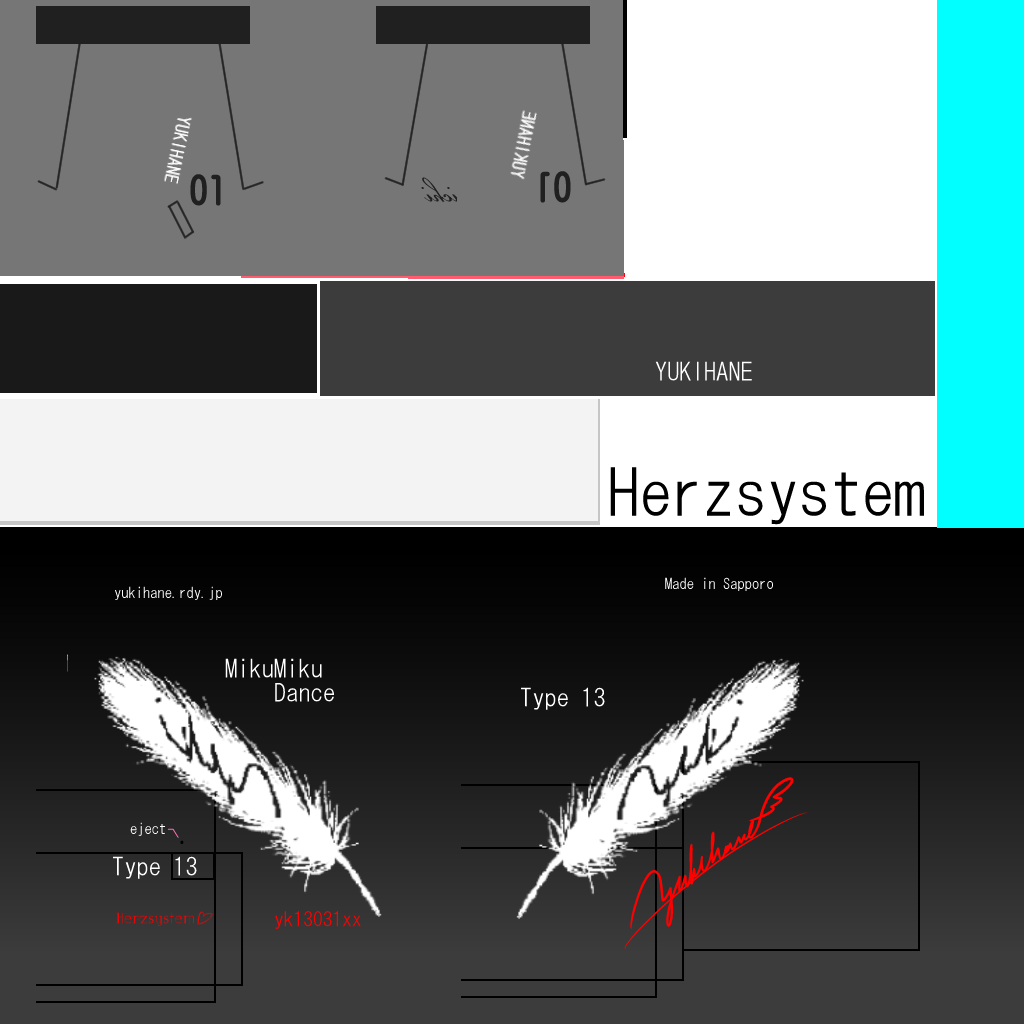 YUKIHANE
01
YUKIHANE
ichi
01
YUKIHANE
Herzsystem
yukihane.rdy.jp
Made in Sapporo
MikuMiku
Dance
Type 13
eject
Type 13
Herzsystem♡
yk13031xx
Yukihane